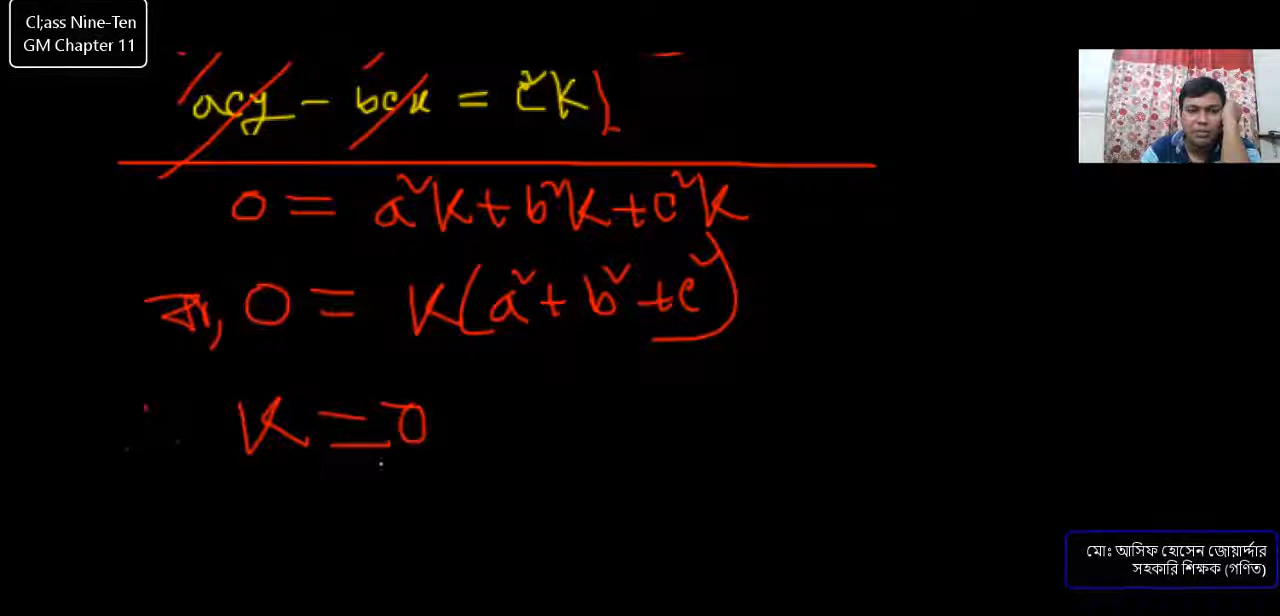 Cl;ass Nine-Ten
GM Chapter 11
acy - bcx = c²k
0 = a²k + b²k + c²k
বা, 0 = k(a² + b² + c²)
∴ k = 0
মোঃ আসিফ হোসেন জোয়ার্দ্দার
সহকারি শিক্ষক (গণিত)